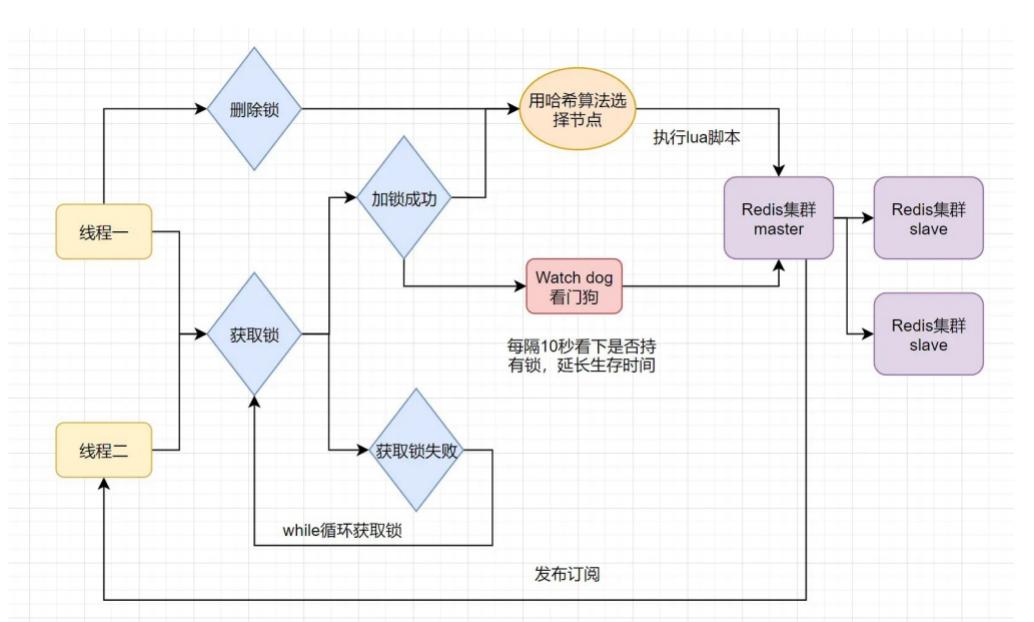 删除锁
用哈希算法选
择节点
执行lua脚本
加锁成功
线程一
Redis集群
master
Redis集群
slave
Watch dog
看门狗
获取锁
每隔10秒看下是否持
有锁，延长生存时间
Redis集群
slave
线程二
获取锁失败
while循环获取锁
发布订阅